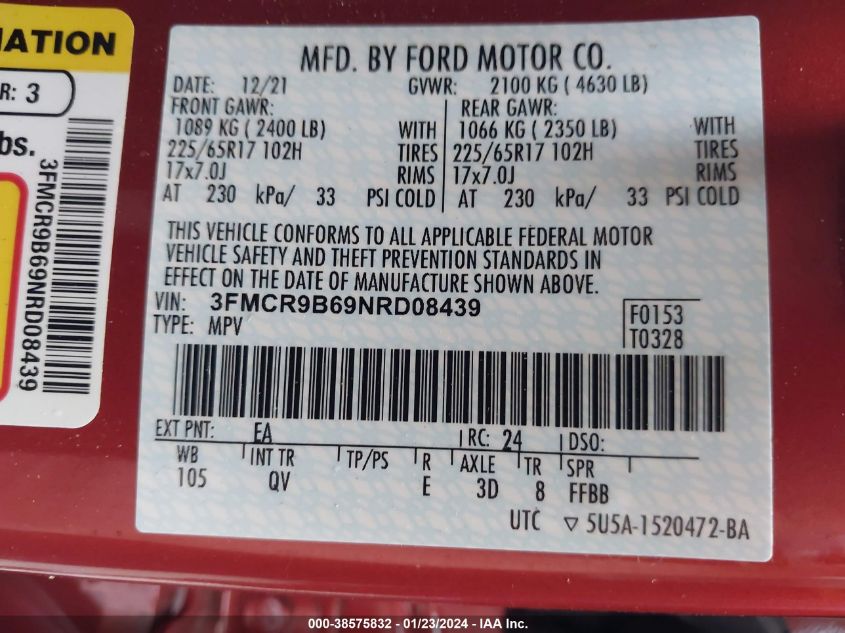 MATION
R: 3
bs.
3FMCR9B69NRD08439
MFD. BY FORD MOTOR CO.
DATE: 12/21 GVWR: 2100 KG ( 4630 LB)
FRONT GAWR: REAR GAWR:
1089 KG ( 2400 LB) WITH 1066 KG ( 2350 LB) WITH
225/65R17 102H TIRES 225/65R17 102H TIRES
17x7.0J RIMS 17x7.0J RIMS
AT 230 kPa/ 33 PSI COLD AT 230 kPa/ 33 PSI COLD
THIS VEHICLE CONFORMS TO ALL APPLICABLE FEDERAL MOTOR
VEHICLE SAFETY AND THEFT PREVENTION STANDARDS IN
EFFECT ON THE DATE OF MANUFACTURE SHOWN ABOVE.
VIN: 3FMCR9B69NRD08439 F0153
TYPE: MPV T0328
EXT PNT: EA RC: 24 DSO:
WB INT TR TP/PS R AXLE TR SPR
105 QV E 3D 8 FFBB
UTC ▽ 5U5A-1520472-BA
000-38575832 - 01/23/2024 - IAA Inc.